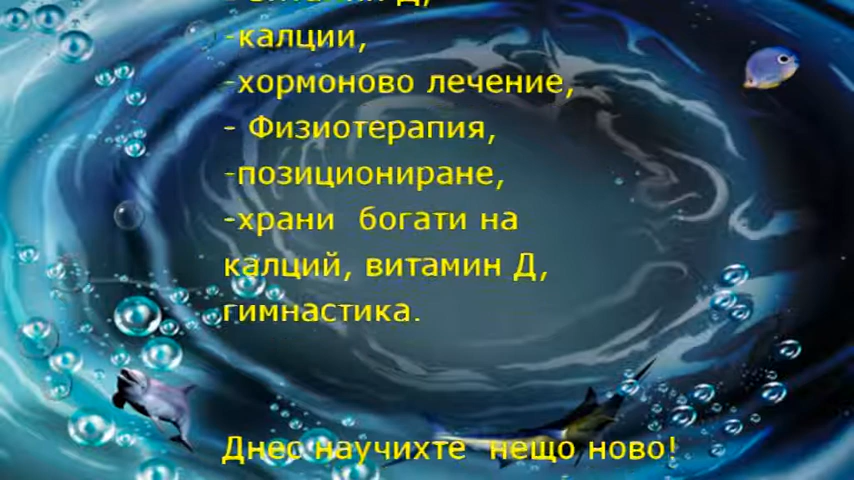 -калции,
-хормоново лечение,
- Физиотерапия,
-позициониране,
-храни  богати на
калций, витамин Д,
гимнастика.
Днес научихте  нещо ново!